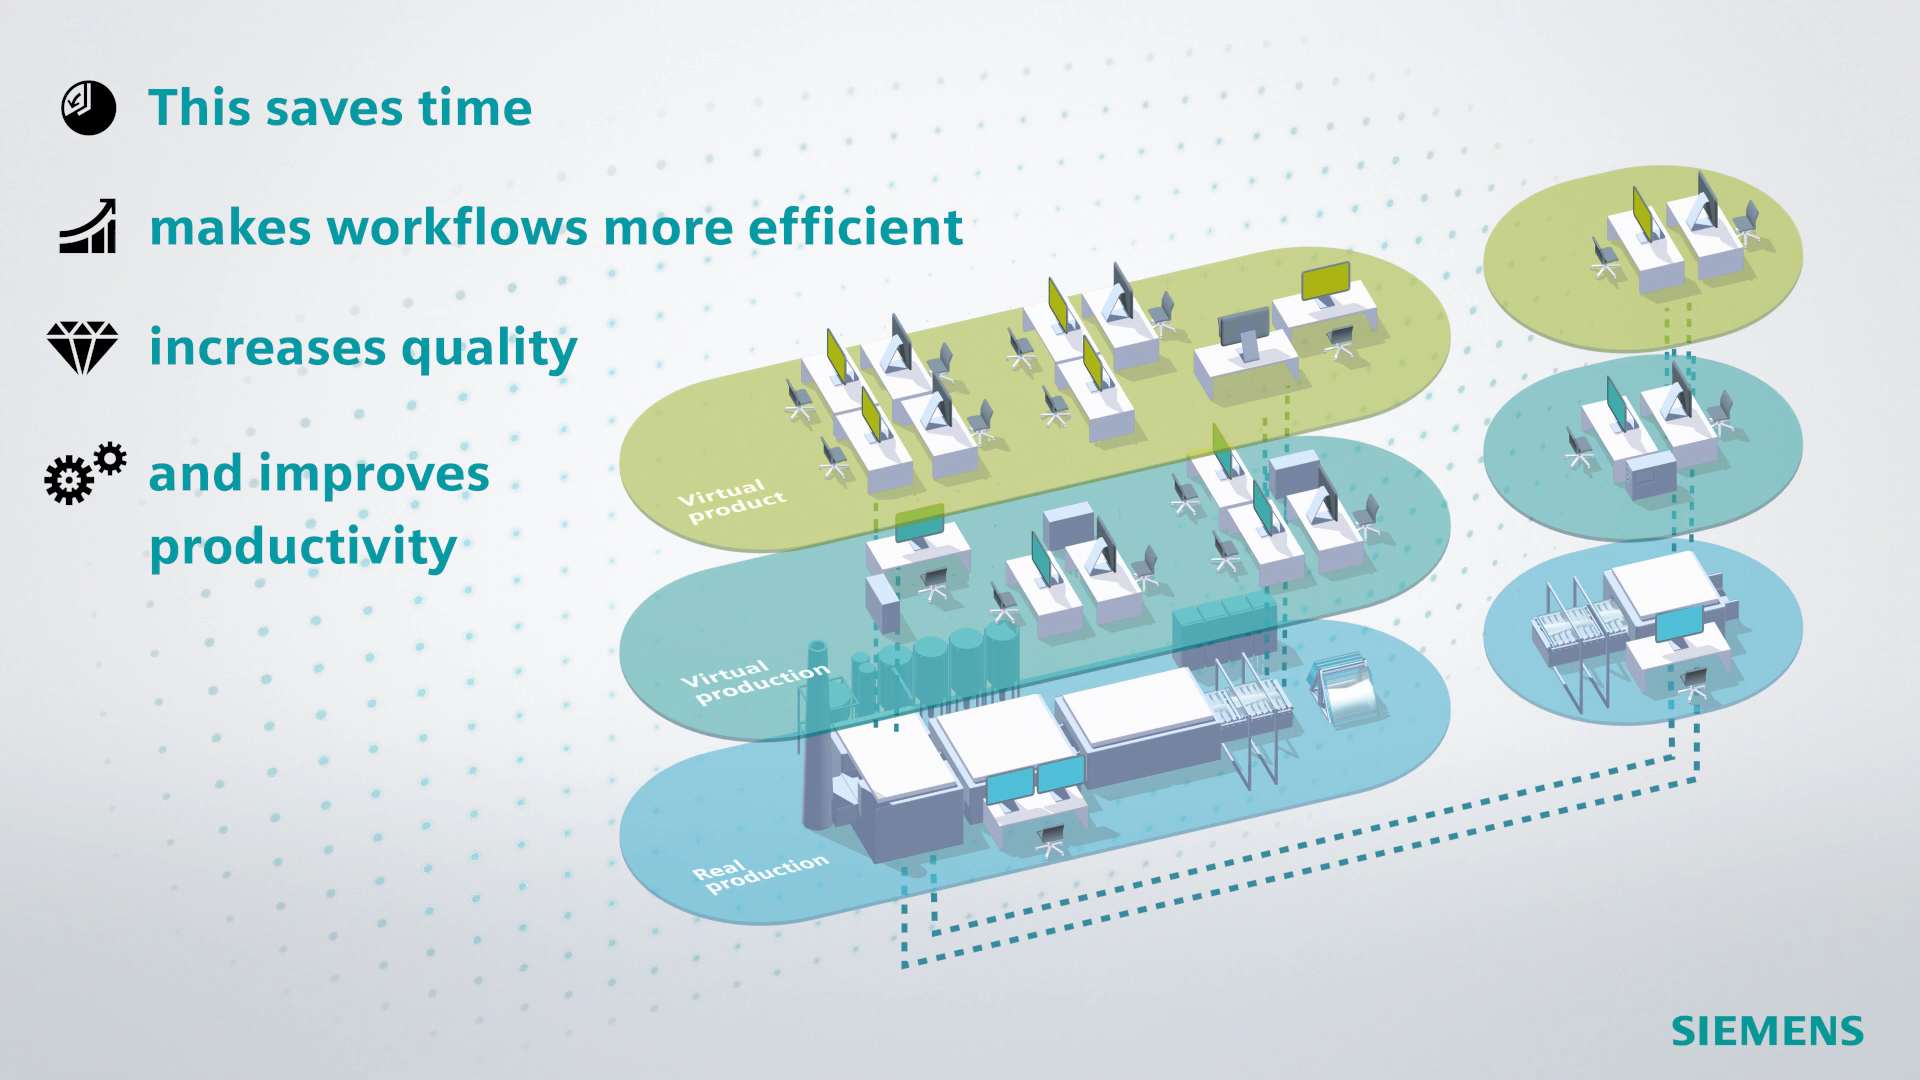 This saves time
makes workflows more efficient
increases quality
and improves
productivity
Virtual
product
Virtual
production
Real
production
SIEMENS